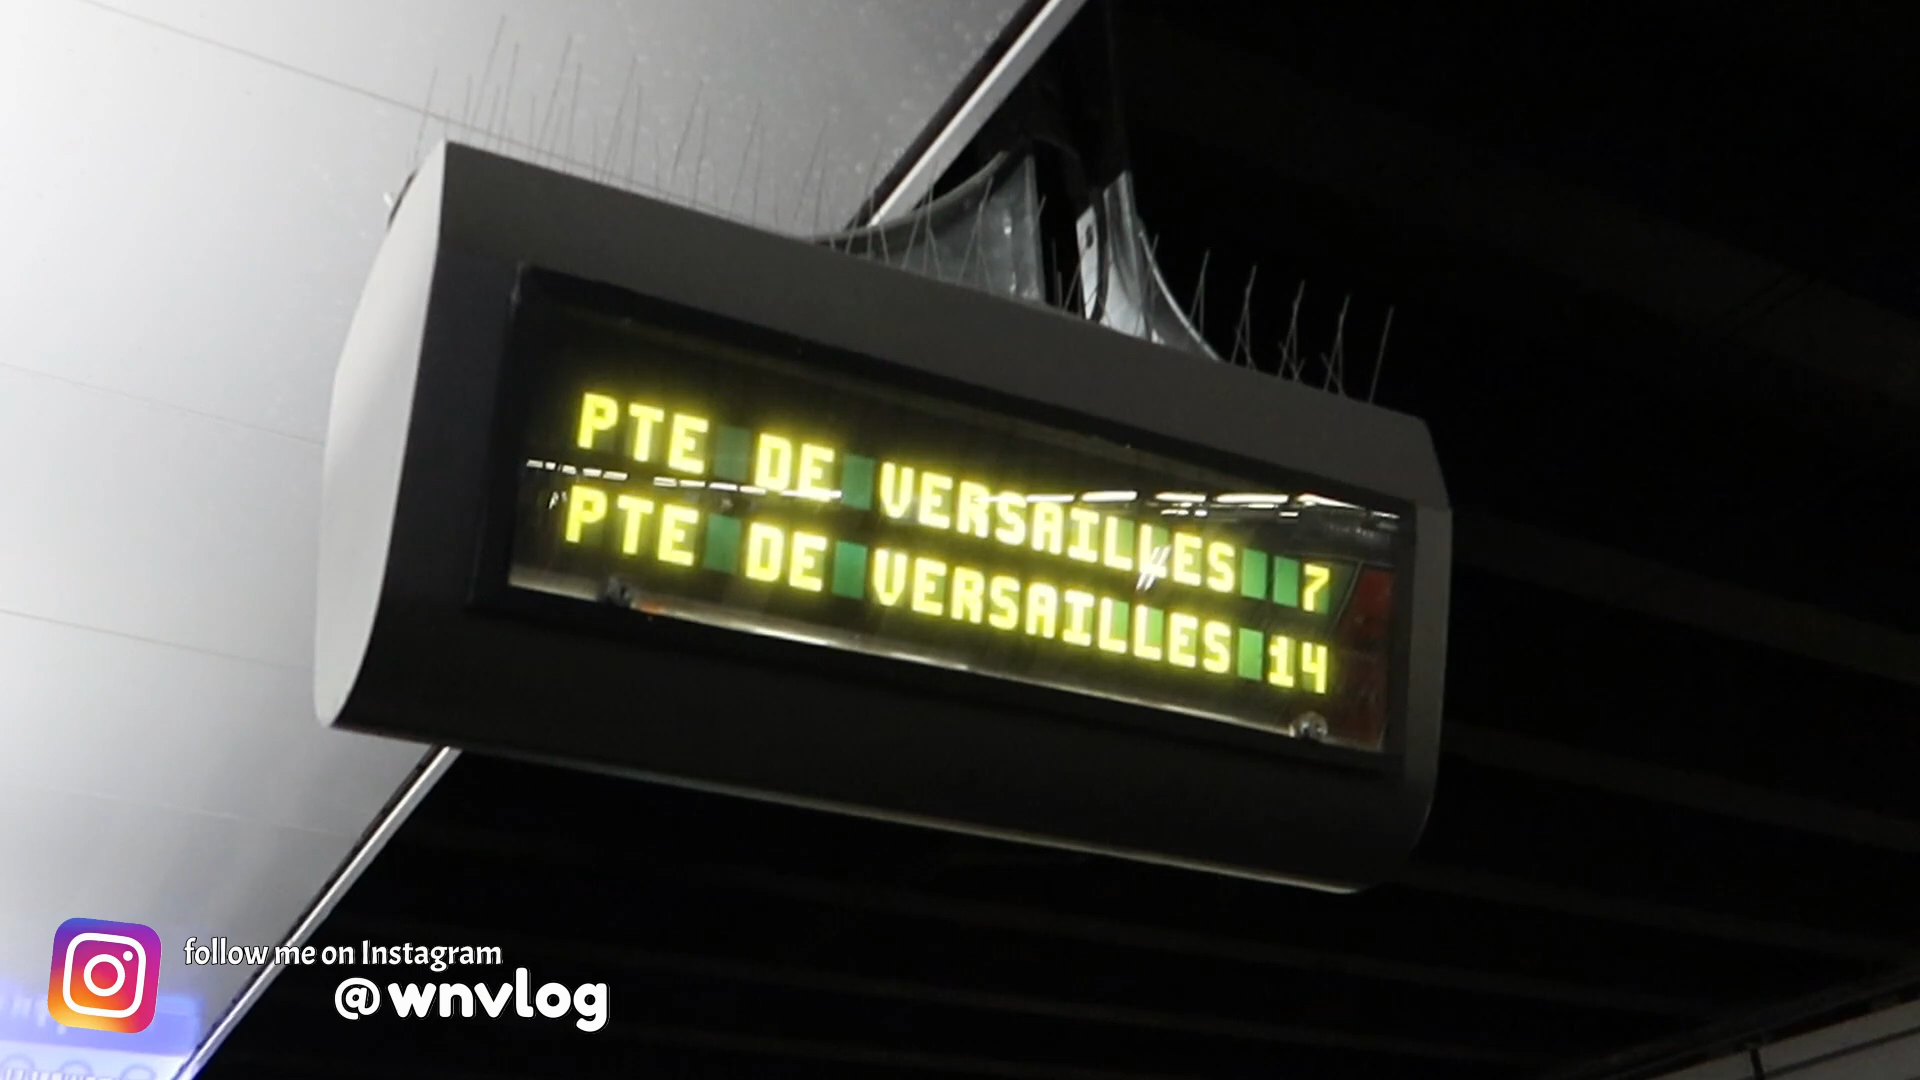 PTE DE VERSAILLES 7
PTE DE VERSAILLES 14
follow me on Instagram
@wnvlog